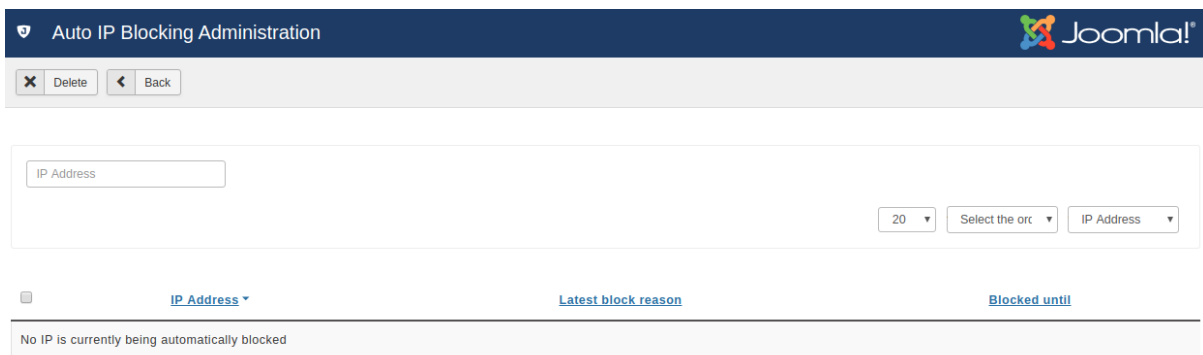 Auto IP Blocking Administration
Joomla!®
Delete
Back
IP Address
20
Select the orc
IP Address
IP Address
Latest block reason
Blocked until
No IP is currently being automatically blocked